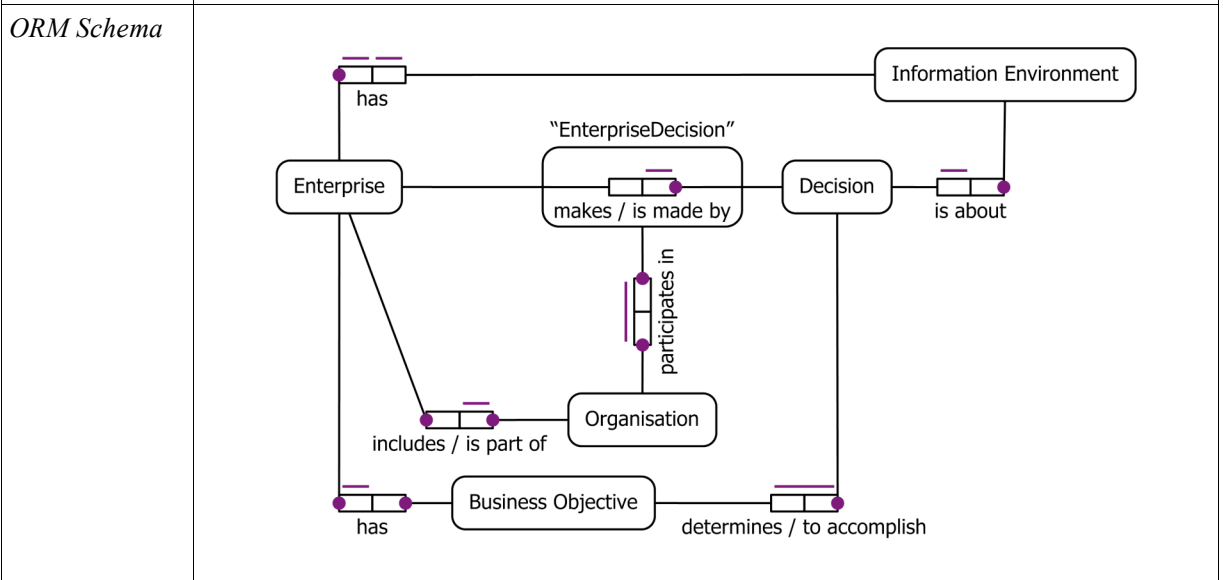 ORM Schema
Information Environment
has
“EnterpriseDecision”
Enterprise
Decision
makes / is made by
is about
participates in
Organisation
includes / is part of
Business Objective
has
determines / to accomplish